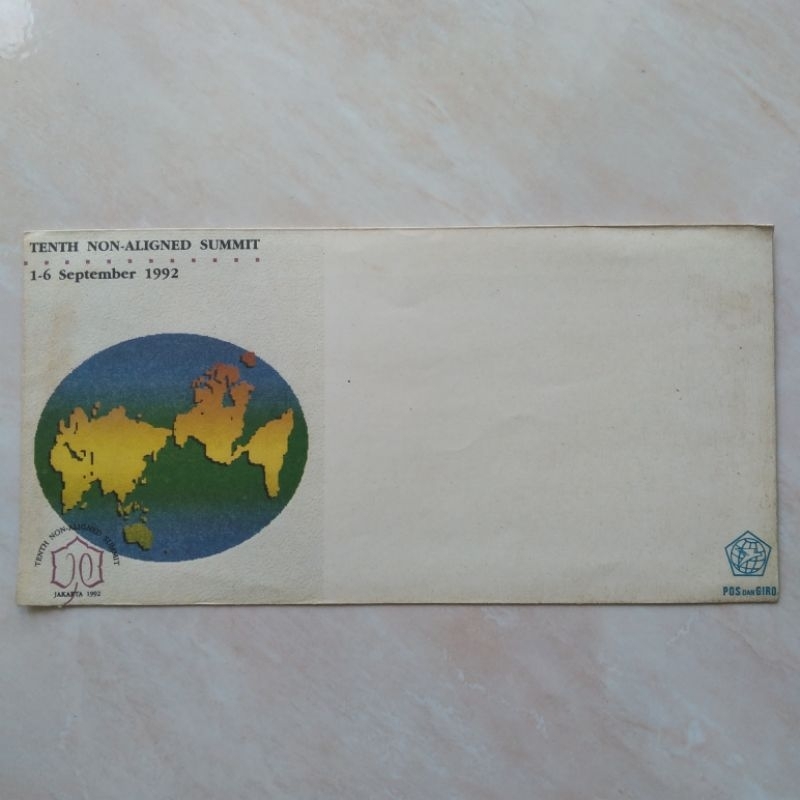 TENTH NON-ALIGNED SUMMIT
1-6 September 1992
TENTH NON-ALIGNED SUMMIT
JAKARTA 1992
POS DAN GIRO